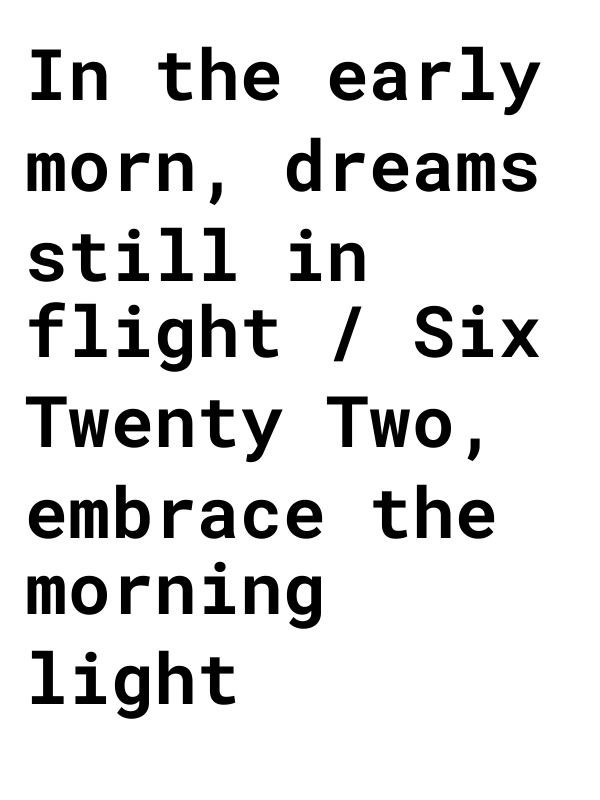 In the early
morn, dreams
still in
flight / Six
Twenty Two,
embrace the
morning
light